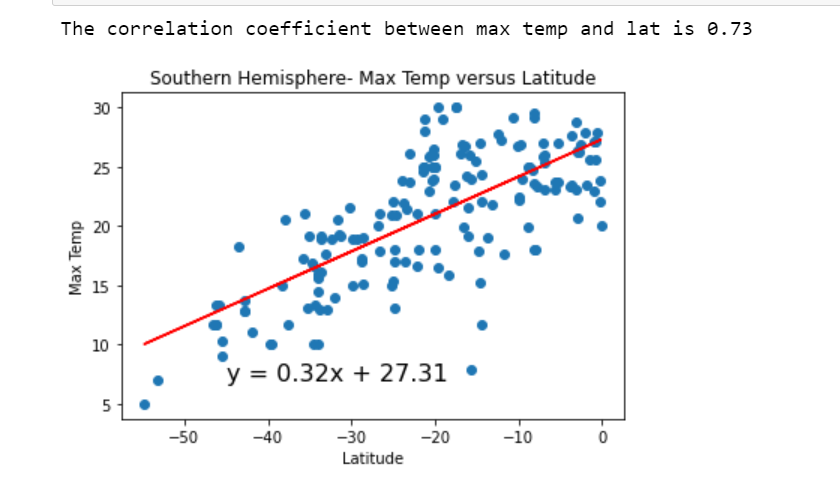 The correlation coefficient between max temp and lat is 0.73
Southern Hemisphere- Max Temp versus Latitude
30
25
20
15
10
5
Max Temp
y = 0.32x + 27.31
−50 −40 −30 −20 −10 0
Latitude